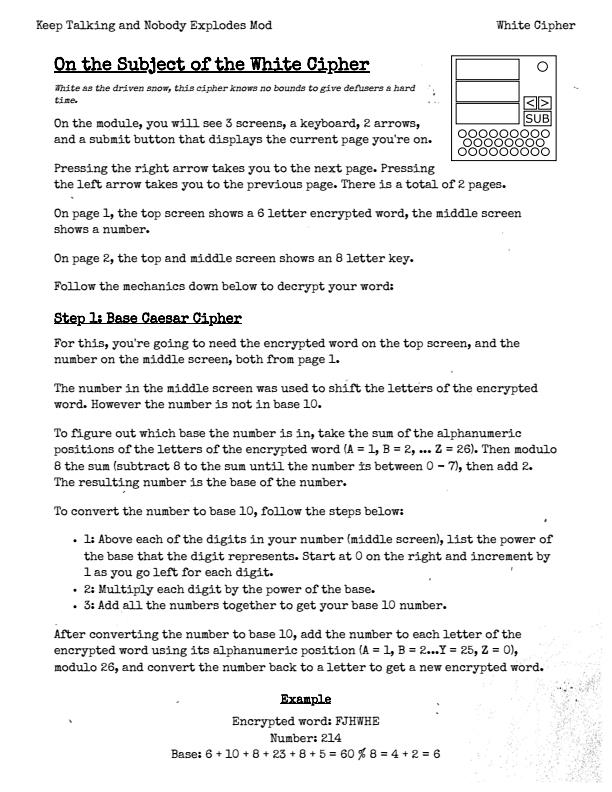 Keep Talking and Nobody Explodes Mod
White Cipher
On the Subject of the White Cipher
White as the driven snow, this cipher knows no bounds to give defusers a hard
time.
< >
SUB
On the module, you will see 3 screens, a keyboard, 2 arrows,
and a submit button that displays the current page you're on.
Pressing the right arrow takes you to the next page. Pressing
the left arrow takes you to the previous page. There is a total of 2 pages.
On page 1, the top screen shows a 6 letter encrypted word, the middle screen
shows a number.
On page 2, the top and middle screen shows an 8 letter key.
Follow the mechanics down below to decrypt your word:
Step 1: Base Caesar Cipher
For this, you're going to need the encrypted word on the top screen, and the
number on the middle screen, both from page 1.
The number in the middle screen was used to shift the letters of the encrypted
word. However the number is not in base 10.
To figure out which base the number is in, take the sum of the alphanumeric
positions of the letters of the encrypted word (A = 1, B = 2, ... Z = 26). Then modulo
8 the sum (subtract 8 to the sum until the number is between 0 - 7), then add 2.
The resulting number is the base of the number.
To convert the number to base 10, follow the steps below:
• 1: Above each of the digits in your number (middle screen), list the power of
the base that the digit represents. Start at 0 on the right and increment by
1 as you go left for each digit.
• 2: Multiply each digit by the power of the base.
• 3: Add all the numbers together to get your base 10 number.
After converting the number to base 10, add the number to each letter of the
encrypted word using its alphanumeric position (A = 1, B = 2...Y = 25, Z = 0),
modulo 26, and convert the number back to a letter to get a new encrypted word.
Example
Encrypted word: FJHWHE
Number: 214
Base: 6 + 10 + 8 + 23 + 8 + 5 = 60 % 8 = 4 + 2 = 6